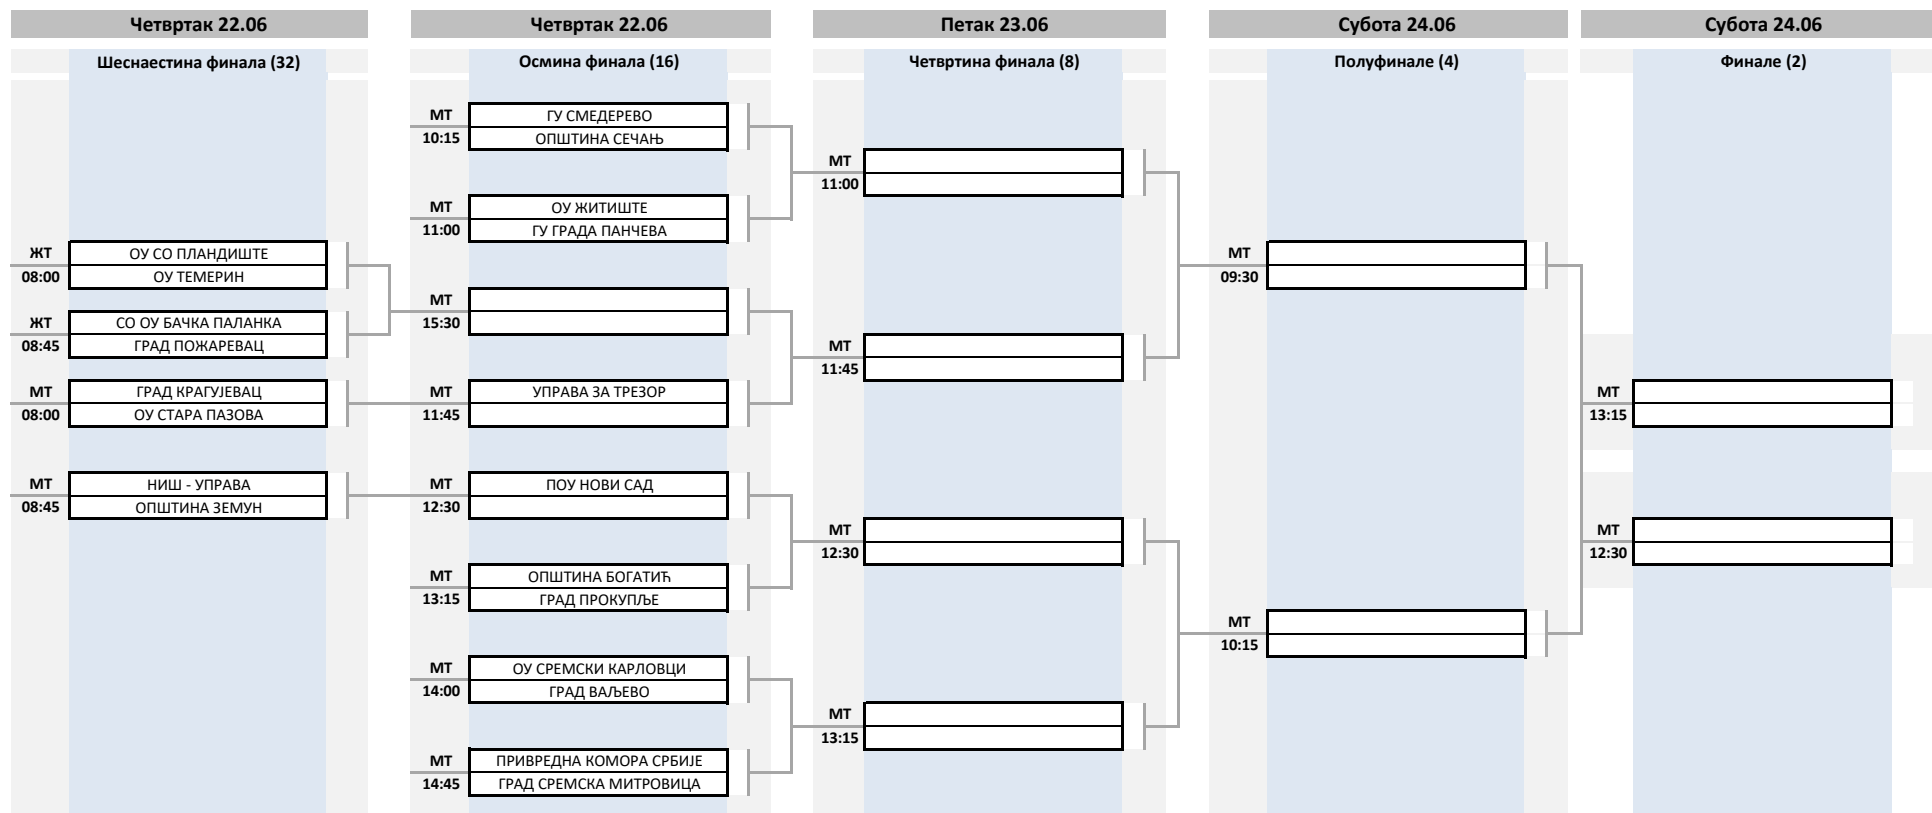 Четвртак 22.06
Четвртак 22.06
Петак 23.06
Субота 24.06
Субота 24.06
Шеснаестина финала (32)
Осмина финала (16)
Четвртина финала (8)
Полуфинале (4)
Финале (2)
ЖТ
08:00
ОУ СО ПЛАНДИШТЕ
ОУ ТЕМЕРИН
ЖТ
08:45
СО ОУ БАЧКА ПАЛАНКА
ГРАД ПОЖАРЕВАЦ
МТ
08:00
ГРАД КРАГУЈЕВАЦ
ОУ СТАРА ПАЗОВА
МТ
08:45
НИШ - УПРАВА
ОПШТИНА ЗЕМУН
МТ
10:15
ГУ СМЕДЕРЕВО
ОПШТИНА СЕЧАЊ
МТ
11:00
ОУ ЖИТИШТЕ
ГУ ГРАДА ПАНЧЕВА
МТ
15:30
МТ
11:45
УПРАВА ЗА ТРЕЗОР
МТ
12:30
ПОУ НОВИ САД
МТ
13:15
ОПШТИНА БОГАТИЋ
ГРАД ПРОКУПЉЕ
МТ
14:00
ОУ СРЕМСКИ КАРЛОВЦИ
ГРАД ВАЉЕВО
МТ
14:45
ПРИВРЕДНА КОМОРА СРБИЈЕ
ГРАД СРЕМСКА МИТРОВИЦА
МТ
11:00
МТ
11:45
МТ
12:30
МТ
13:15
МТ
09:30
МТ
10:15
МТ
13:15
МТ
12:30